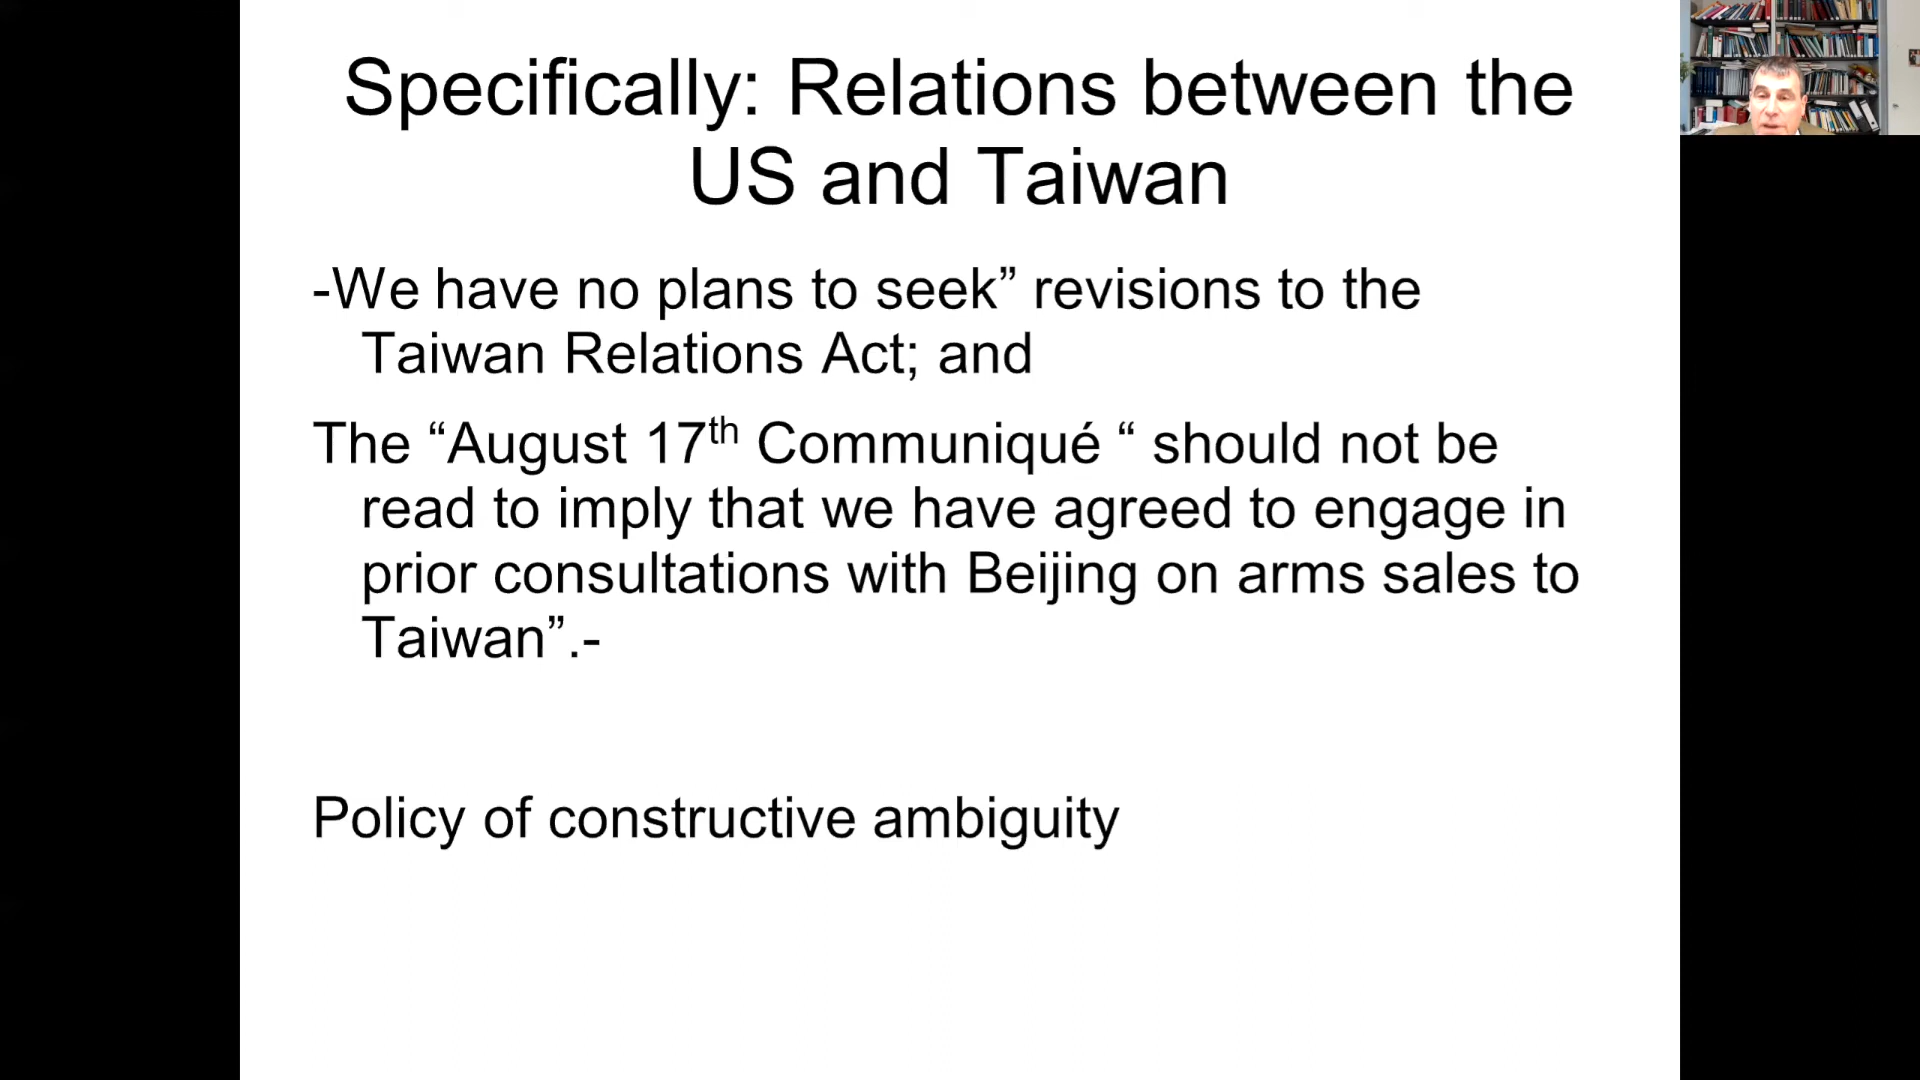 Specifically: Relations between the
US and Taiwan
-We have no plans to seek” revisions to the
Taiwan Relations Act; and
The “August 17th Communiqué “ should not be
read to imply that we have agreed to engage in
prior consultations with Beijing on arms sales to
Taiwan”.-
Policy of constructive ambiguity